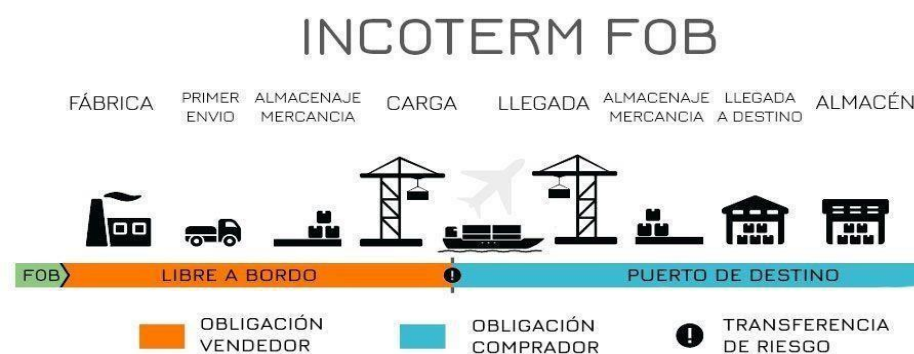 INCOTERM FOB
FÁBRICA
PRIMER
ENVIO
ALMACENAJE
MERCANCIA
CARGA
LLEGADA
ALMACENAJE
MERCANCIA
LLEGADA
A DESTINO
ALMACÉN
FOB
LIBRE A BORDO
PUERTO DE DESTINO
OBLIGACIÓN
VENDEDOR
OBLIGACIÓN
COMPRADOR
TRANSFERENCIA
DE RIESGO